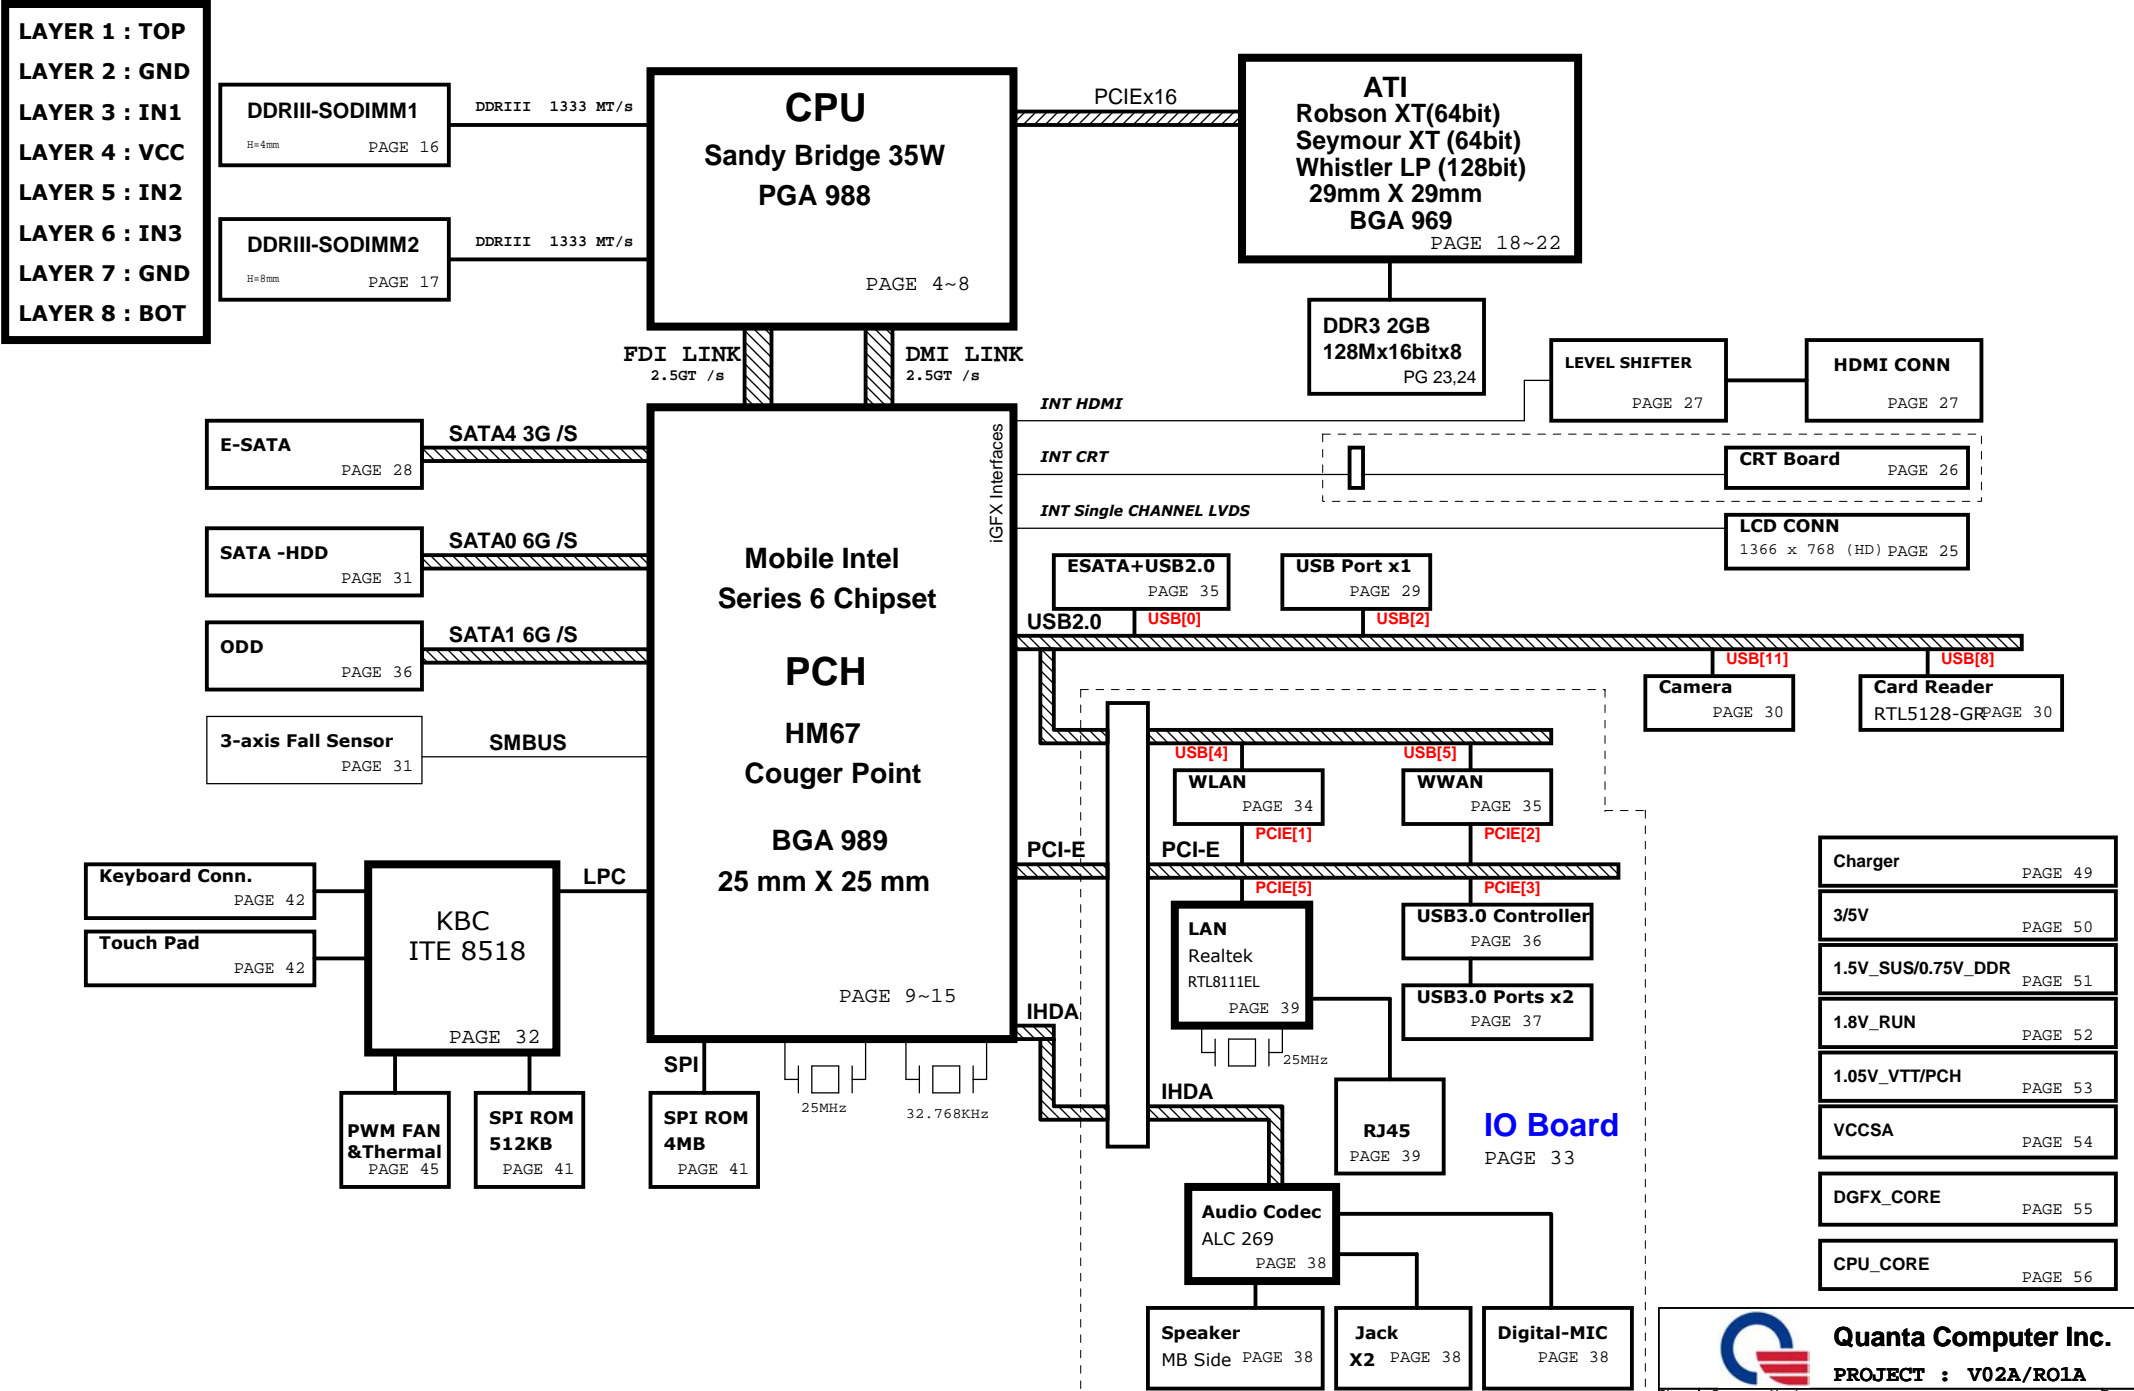 LAYER 1 : TOP
LAYER 2 : GND
LAYER 3 : IN1
LAYER 4 : VCC
LAYER 5 : IN2
LAYER 6 : IN3
LAYER 7 : GND
LAYER 8 : BOT
DDRIII-SODIMM1
H=4mm PAGE 16
DDRIII 1333 MT/s
DDRIII-SODIMM2
H=8mm PAGE 17
DDRIII 1333 MT/s
CPU
Sandy Bridge 35W
PGA 988
PAGE 4~8
PCIEx16
ATI
Robson XT(64bit)
Seymour XT (64bit)
Whistler LP (128bit)
29mm X 29mm
BGA 969
PAGE 18~22
DDR3 2GB
128Mx16bitx8
PG 23,24
FDI LINK
2.5GT /s
DMI LINK
2.5GT /s
LEVEL SHIFTER
PAGE 27
HDMI CONN
PAGE 27
INT HDMI
INT CRT
CRT Board
PAGE 26
INT Single CHANNEL LVDS
LCD CONN
1366 x 768 (HD) PAGE 25
iGFX Interfaces
E-SATA
PAGE 28
SATA4 3G /S
SATA -HDD
PAGE 31
SATA0 6G /S
ODD
PAGE 36
SATA1 6G /S
3-axis Fall Sensor
PAGE 31
SMBUS
Mobile Intel
Series 6 Chipset
PCH
HM67
Couger Point
BGA 989
25 mm X 25 mm
PAGE 9~15
ESATA+USB2.0
PAGE 35
USB[0]
USB Port x1
PAGE 29
USB[2]
USB2.0
USB[11]
Camera
PAGE 30
USB[8]
Card Reader
RTL5128-GR PAGE 30
USB[4]
WLAN
PAGE 34
PCIE[1]
USB[5]
WWAN
PAGE 35
PCIE[2]
PCI-E
PCI-E
PCIE[5]
LAN
Realtek
RTL8111EL
PAGE 39
25MHz
PCIE[3]
USB3.0 Controller
PAGE 36
USB3.0 Ports x2
PAGE 37
RJ45
PAGE 39
IO Board
PAGE 33
Keyboard Conn.
PAGE 42
Touch Pad
PAGE 42
KBC
ITE 8518
PAGE 32
LPC
PWM FAN
&Thermal
PAGE 45
SPI ROM
512KB
PAGE 41
SPI
SPI ROM
4MB
PAGE 41
25MHz
32.768KHz
IHDA
IHDA
Audio Codec
ALC 269
PAGE 38
Speaker
MB Side PAGE 38
Jack
X2 PAGE 38
Digital-MIC
PAGE 38
Charger
PAGE 49
3/5V
PAGE 50
1.5V_SUS/0.75V_DDR
PAGE 51
1.8V_RUN
PAGE 52
1.05V_VTT/PCH
PAGE 53
VCCSA
PAGE 54
DGFX_CORE
PAGE 55
CPU_CORE
PAGE 56
Quanta Computer Inc.
PROJECT : V02A/RO1A